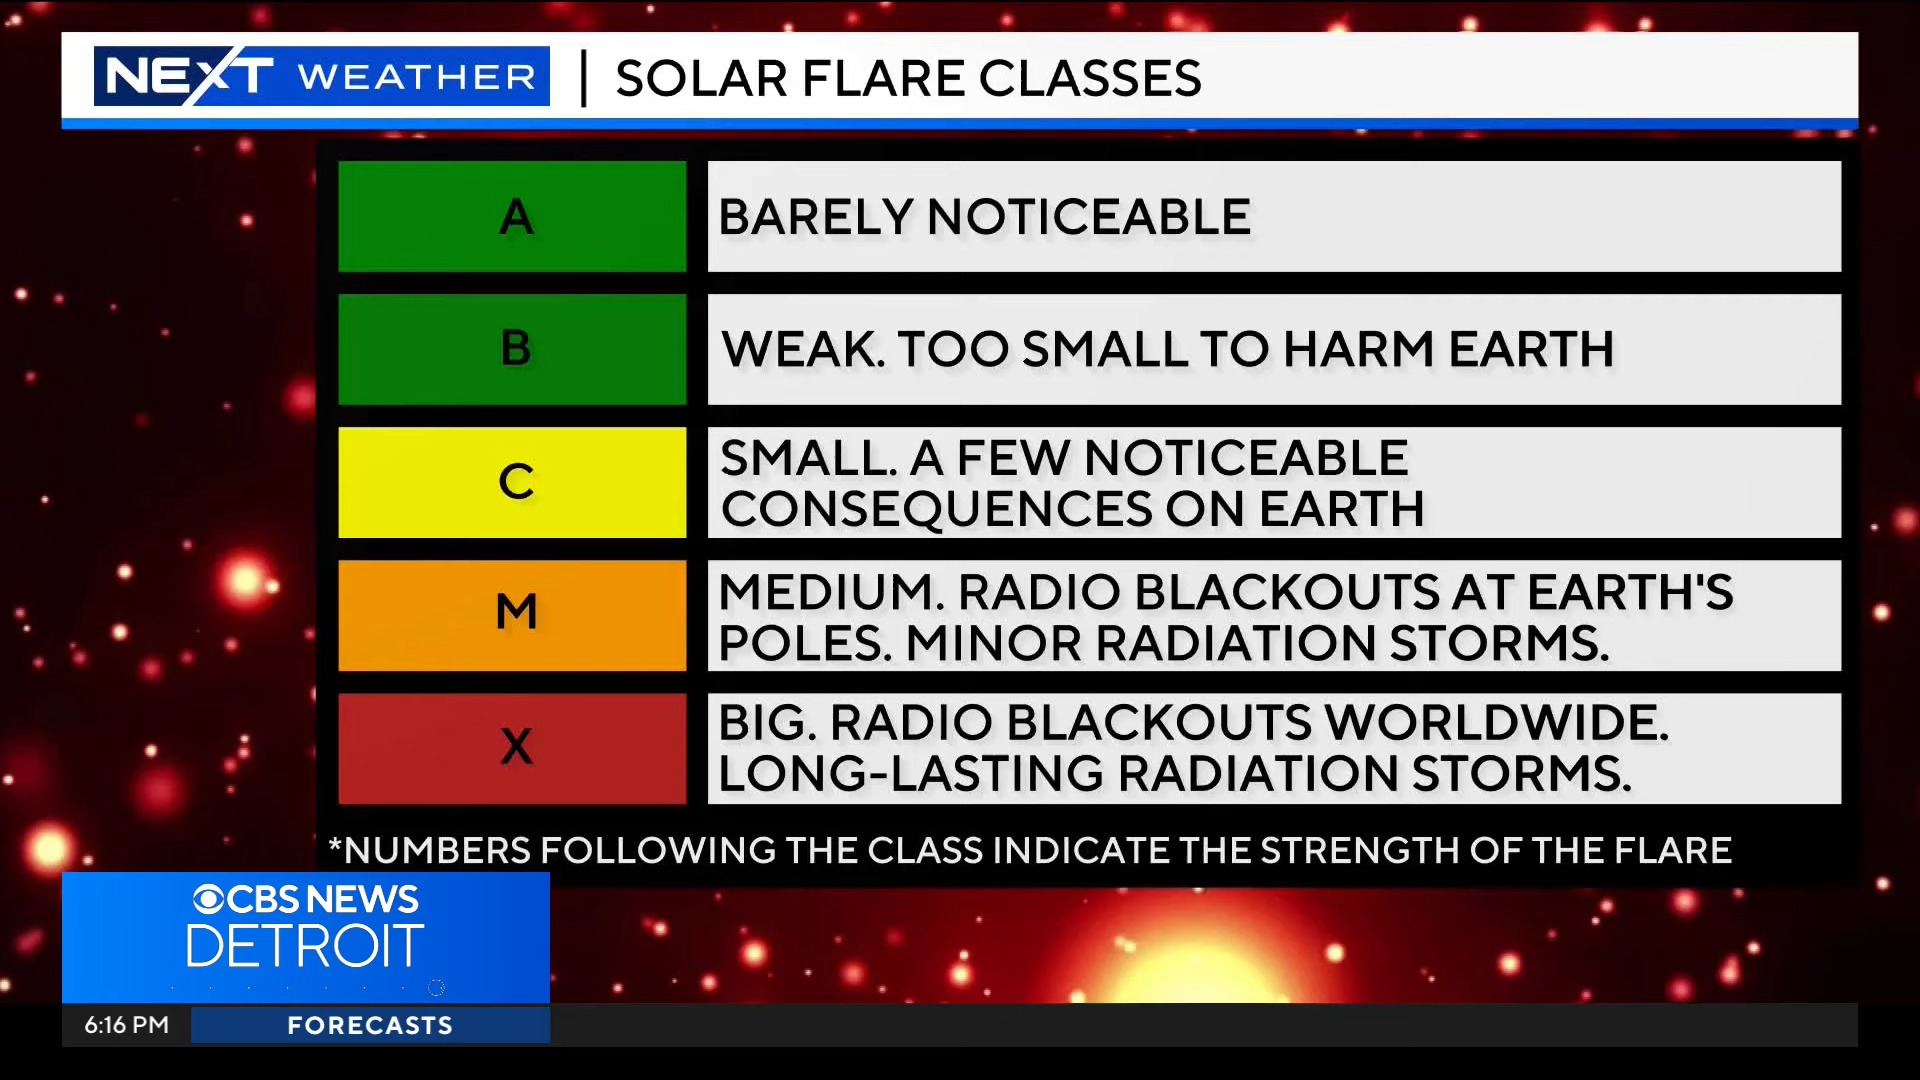 NEXT WEATHER | SOLAR FLARE CLASSES
A
BARELY NOTICEABLE
B
WEAK. TOO SMALL TO HARM EARTH
C
SMALL. A FEW NOTICEABLE
CONSEQUENCES ON EARTH
M
MEDIUM. RADIO BLACKOUTS AT EARTH'S
POLES. MINOR RADIATION STORMS.
X
BIG. RADIO BLACKOUTS WORLDWIDE.
LONG-LASTING RADIATION STORMS.
*NUMBERS FOLLOWING THE CLASS INDICATE THE STRENGTH OF THE FLARE
CBS NEWS
DETROIT
6:16 PM FORECASTS